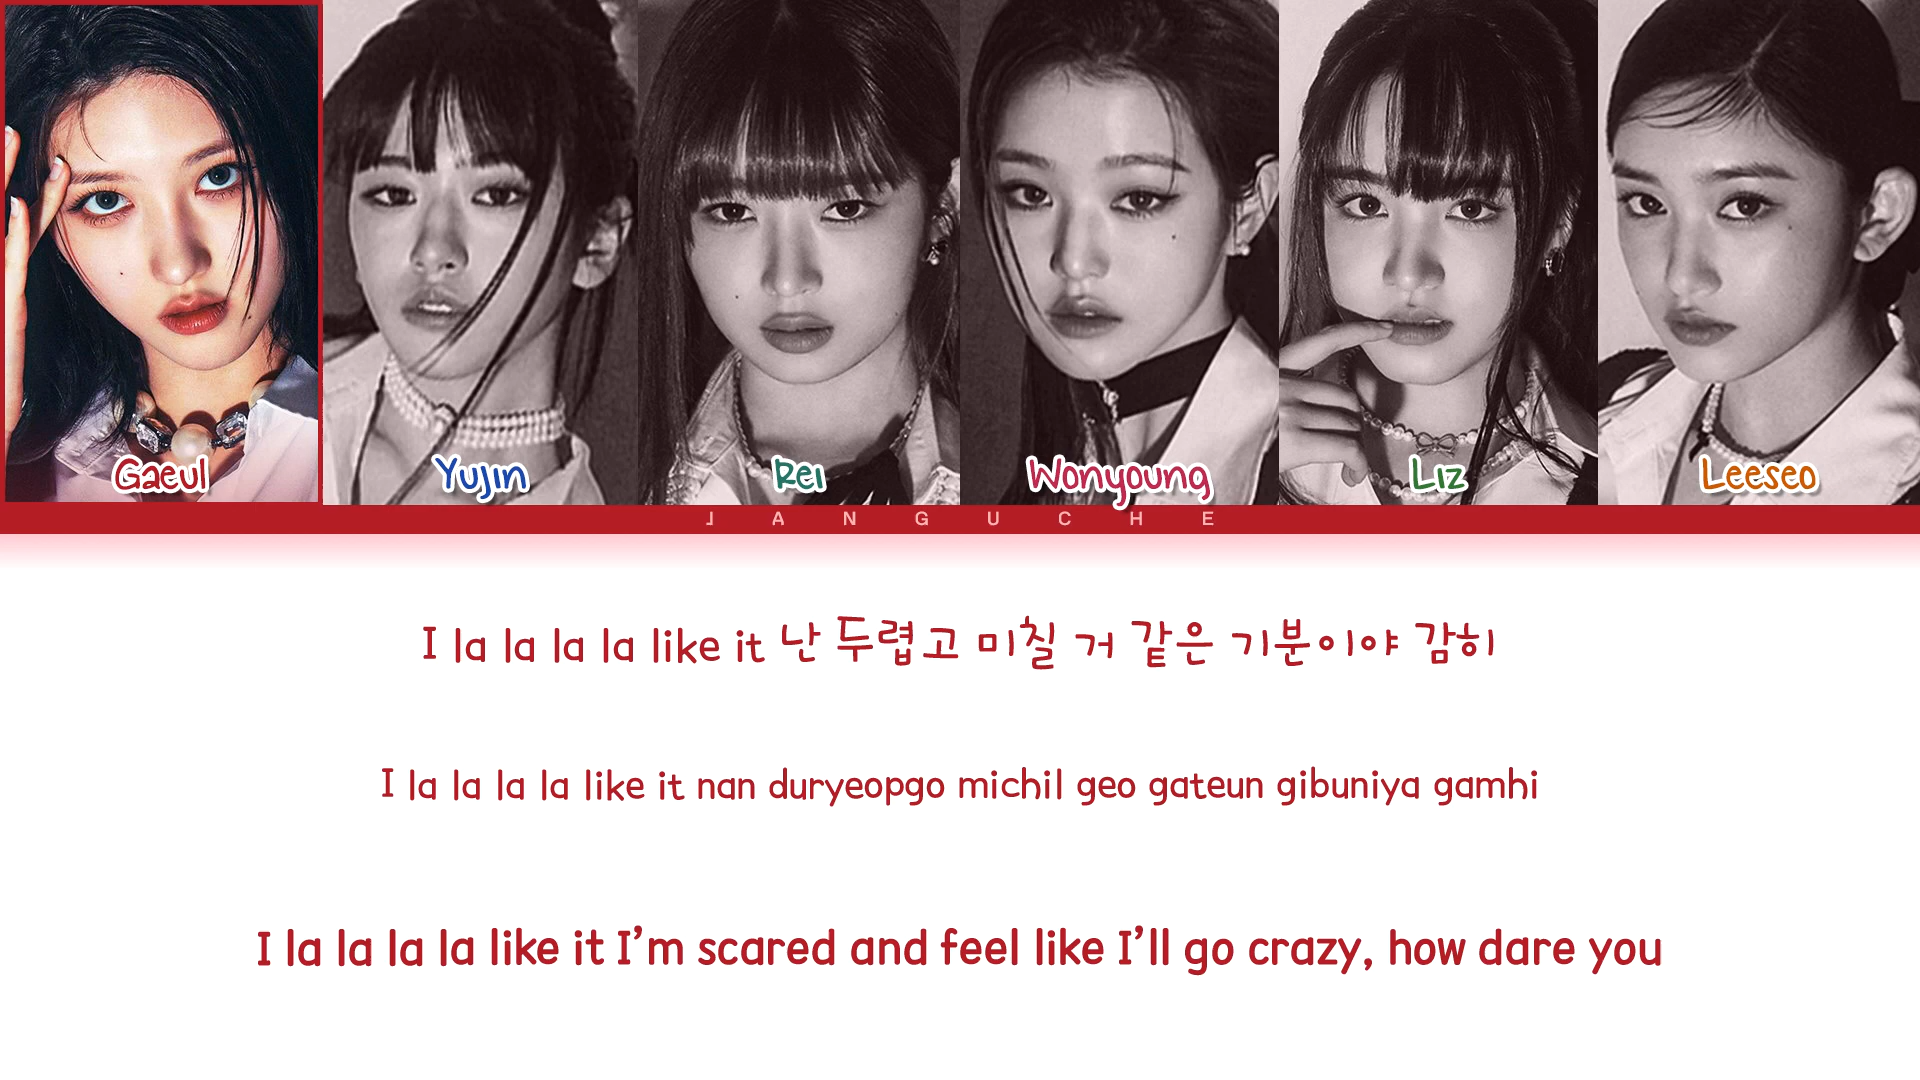 Gaeul Yujin Rei Wonyoung Liz Leeseo
JANGUCHE
I la la la la like it 난 두렵고 미칠 거 같은 기분이야 감히
I la la la la like it nan duryeopgo michil geo gateun gibuniya gamhi
I la la la la like it I'm scared and feel like I'll go crazy, how dare you